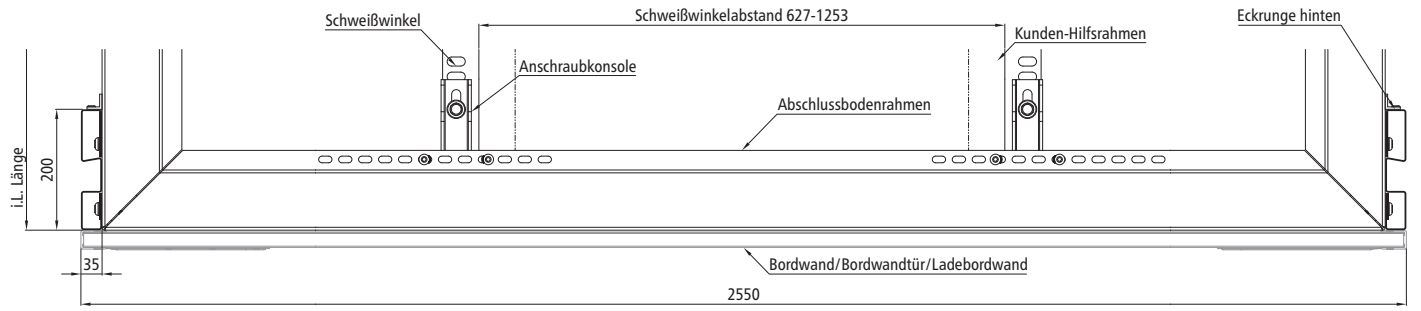 Schweißwinkel
Schweißwinkelabstand 627-1253
Eckrunge hinten
Kunden-Hilfsrahmen
Anschraubkonsole
Abschlussbodenrahmen
i.L. Länge
200
35
Bordwand/Bordwandtür/Ladebordwand
2550